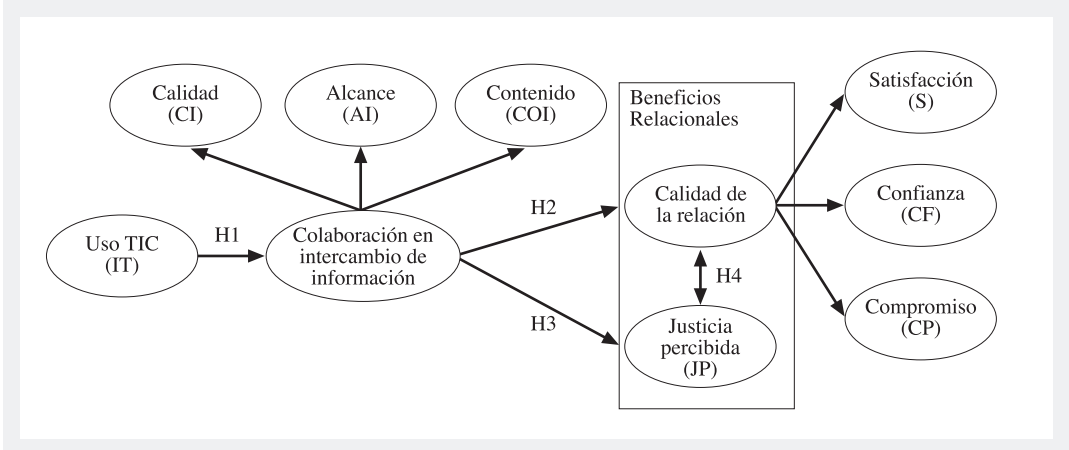 Calidad
(CI)
Alcance
(AI)
Contenido
(COI)
Beneficios
Relacionales
Satisfacción
(S)
Uso TIC
(IT)
H1
Colaboración en
intercambio de
información
H2
H3
Calidad de
la relación
H4
Justicia
percibida
(JP)
Confianza
(CF)
Compromiso
(CP)